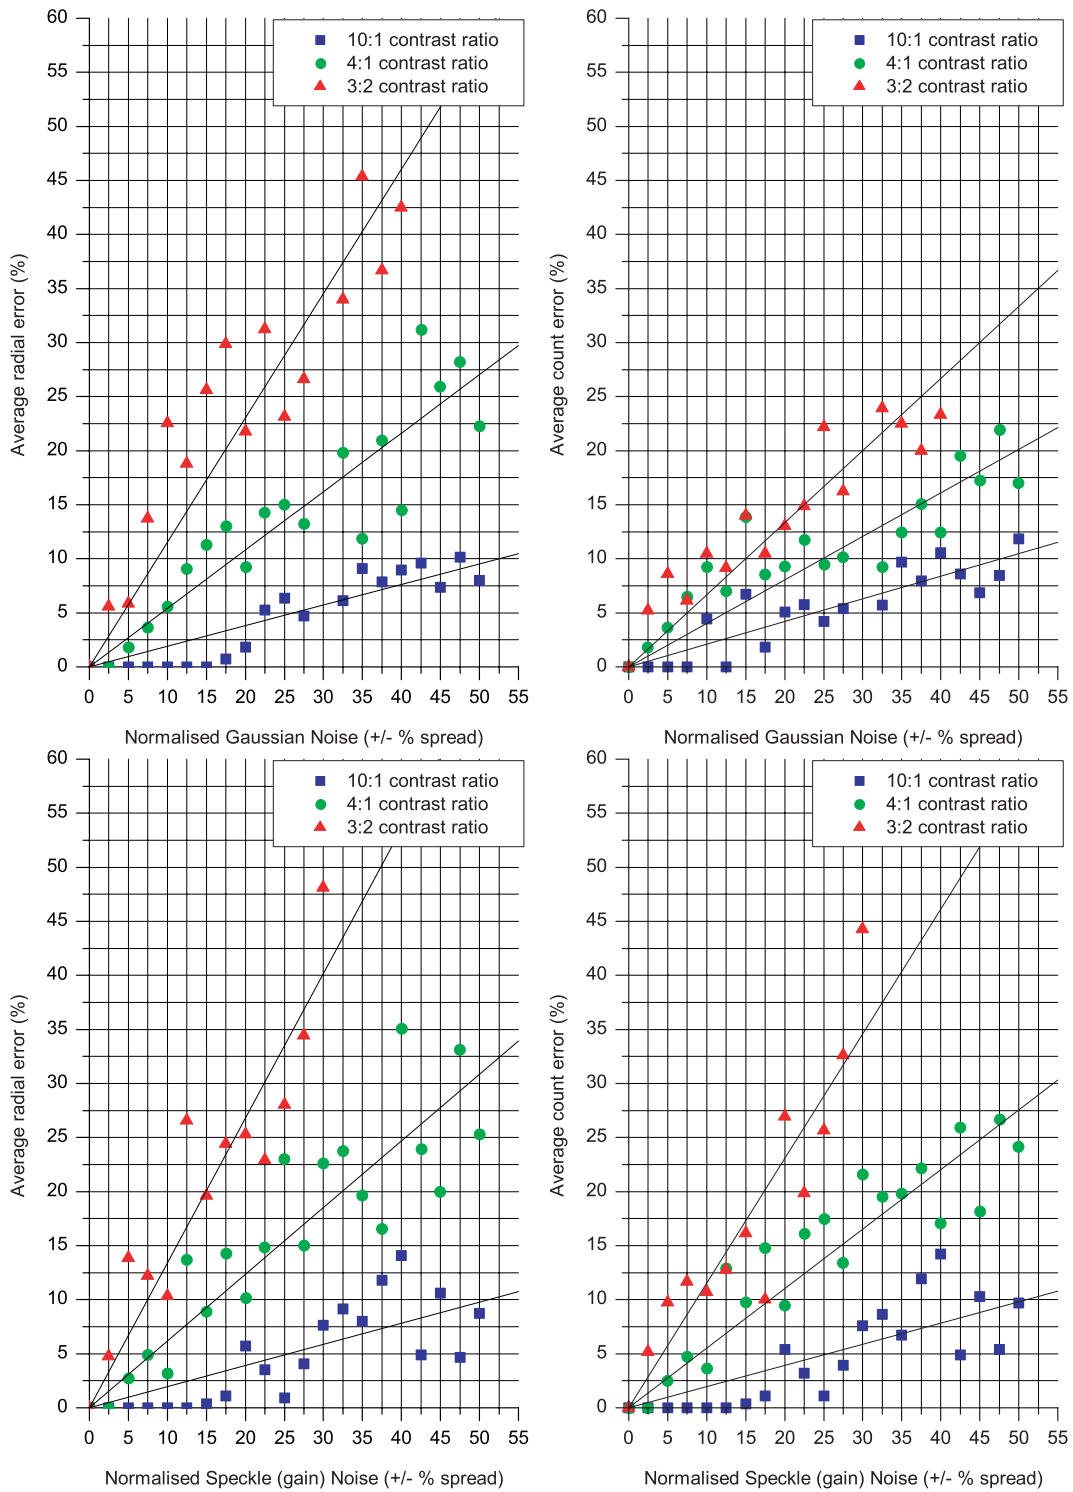 60
55
50
45
40
35
30
25
20
15
10
5
0
Average radial error (%)
10:1 contrast ratio
4:1 contrast ratio
3:2 contrast ratio
0 5 10 15 20 25 30 35 40 45 50 55
Normalised Gaussian Noise (+/- % spread)
60
55
50
45
40
35
30
25
20
15
10
5
0
Average count error (%)
10:1 contrast ratio
4:1 contrast ratio
3:2 contrast ratio
0 5 10 15 20 25 30 35 40 45 50 55
Normalised Gaussian Noise (+/- % spread)
60
55
50
45
40
35
30
25
20
15
10
5
0
Average radial error (%)
10:1 contrast ratio
4:1 contrast ratio
3:2 contrast ratio
0 5 10 15 20 25 30 35 40 45 50 55
Normalised Speckle (gain) Noise (+/- % spread)
60
55
50
45
40
35
30
25
20
15
10
5
0
Average count error (%)
10:1 contrast ratio
4:1 contrast ratio
3:2 contrast ratio
0 5 10 15 20 25 30 35 40 45 50 55
Normalised Speckle (gain) Noise (+/- % spread)